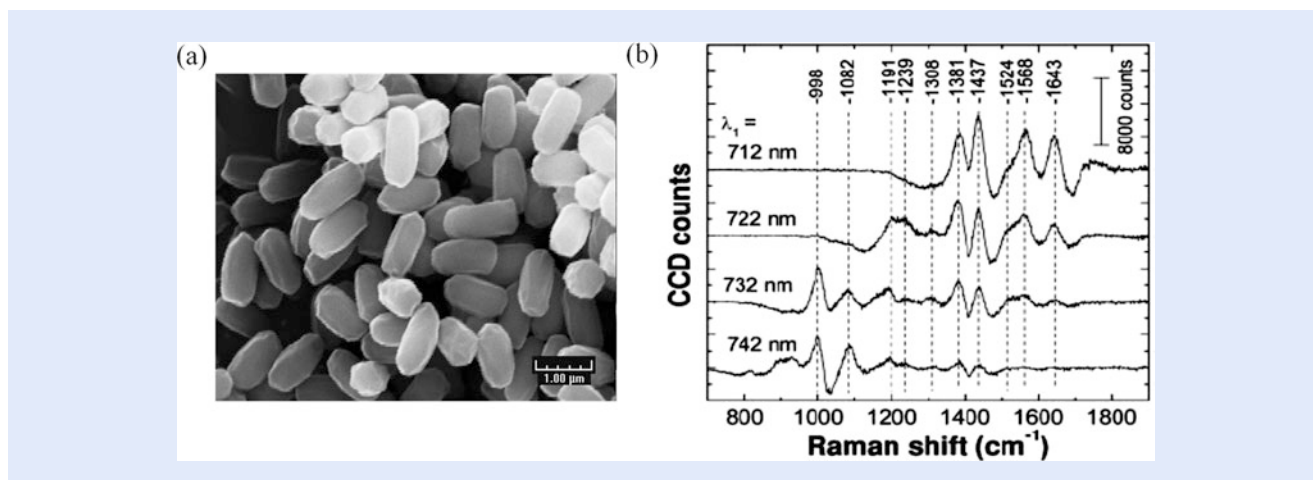 (a)
1.00 µm
(b)
CCD counts
-998
-1082
-1191
-1239
-1308
-1381
-1437
-1524
-1568
-1643
8000 counts
λ₁ =
712 nm
722 nm
732 nm
742 nm
800 1000 1200 1400 1600 1800
Raman shift (cm⁻¹)